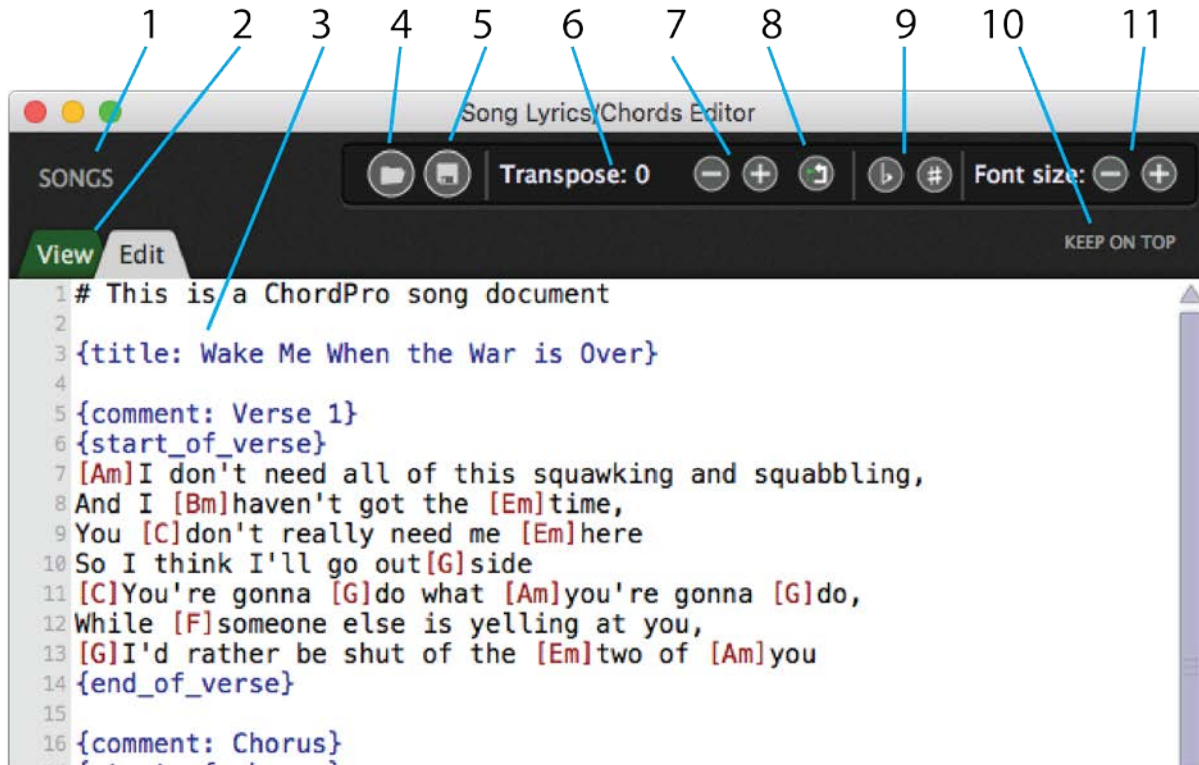 1 2 3 4 5 6 7 8 9 10 11
Song Lyrics/Chords Editor
SONGS Transpose: 0 Font size:
View Edit KEEP ON TOP
1 # This is a ChordPro song document
2
3 {title: Wake Me When the War is Over}
4
5 {comment: Verse 1}
6 {start_of_verse}
7 [Am]I don't need all of this squawking and squabbling,
8 And I [Bm]haven't got the [Em]time,
9 You [C]don't really need me [Em]here
10 So I think I'll go out[G]side
11 [C]You're gonna [G]do what [Am]you're gonna [G]do,
12 While [F]someone else is yelling at you,
13 [G]I'd rather be shut of the [Em]two of [Am]you
14 {end_of_verse}
15
16 {comment: Chorus}